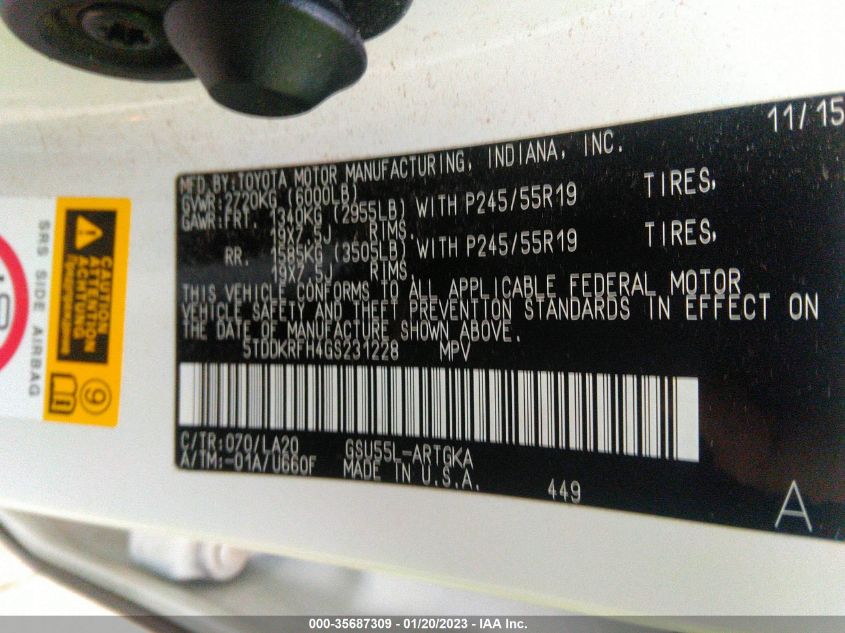 11/15
MFD.BY:TOYOTA MOTOR MANUFACTURING, INDIANA, INC.
GVWR:2720KG (6000LB)
GAWR:FRT. 1340KG (2955LB) WITH P245/55R19 TIRES,
19X7.5J RIMS.
RR. 1585KG (3505LB) WITH P245/55R19 TIRES,
19X7.5J RIMS.
THIS VEHICLE CONFORMS TO ALL APPLICABLE FEDERAL MOTOR
VEHICLE SAFETY AND THEFT PREVENTION STANDARDS IN EFFECT ON
THE DATE OF MANUFACTURE SHOWN ABOVE.
5TDDKRFH4GS231228 MPV
C/TR:070/LA20 GSU55L-ARTGKA
A/TM:-01A/U660F MADE IN U.S.A.
449
A
SRS SIDE AIRBAG
CAUTION
ATTENTION
ACHTUNG
9
000-35687309 - 01/20/2023 - IAA Inc.